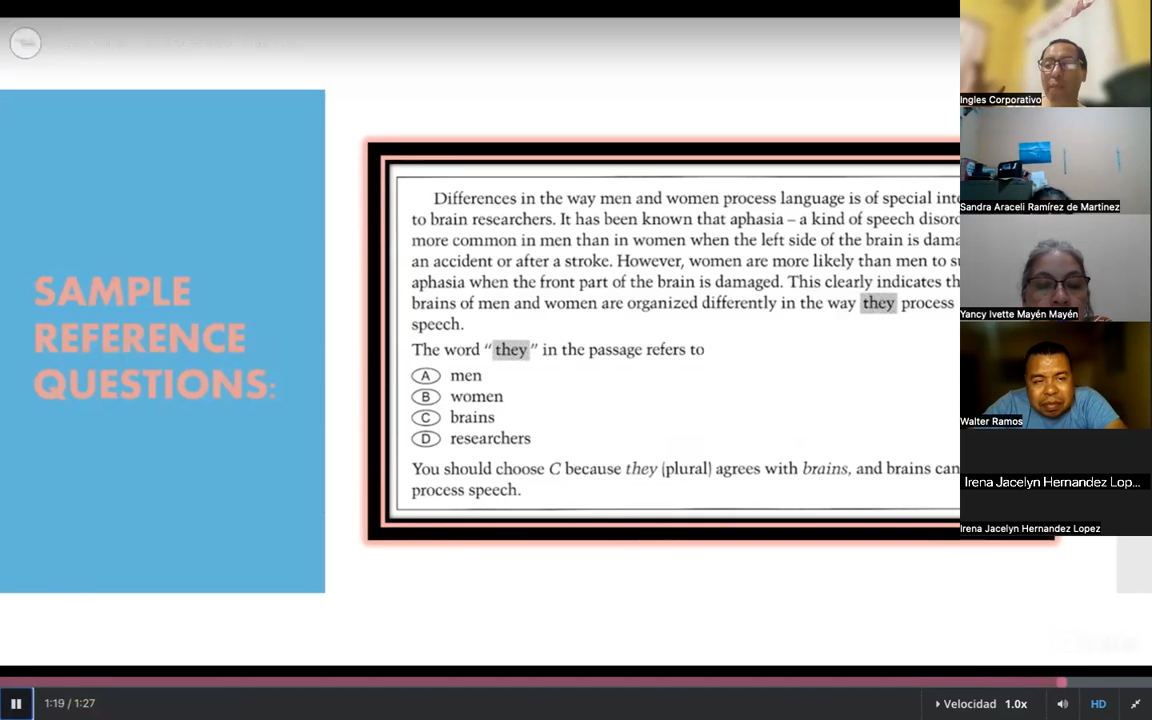 SAMPLE
REFERENCE
QUESTIONS:
Differences in the way men and women process language is of special
to brain researchers. It has been known that aphasia – a kind of speech
more common in men than in women when the left side of the brain is
an accident or after a stroke. However, women are more likely than men to
aphasia when the front part of the brain is damaged. This clearly indicates
brains of men and women are organized differently in the way they process
speech.
The word "they" in the passage refers to
A men
B women
C brains
D researchers
You should choose C because they (plural) agrees with brains, and brains can
process speech.
Ingles Corporativo
Sandra Araceli Ramírez de Martinez
Yancy Ivette Mayén Mayén
Walter Ramos
Irena Jacelyn Hernandez Lop...
Irena Jacelyn Hernandez Lopez
1:19 / 1:27
Velocidad 1.0x
HD